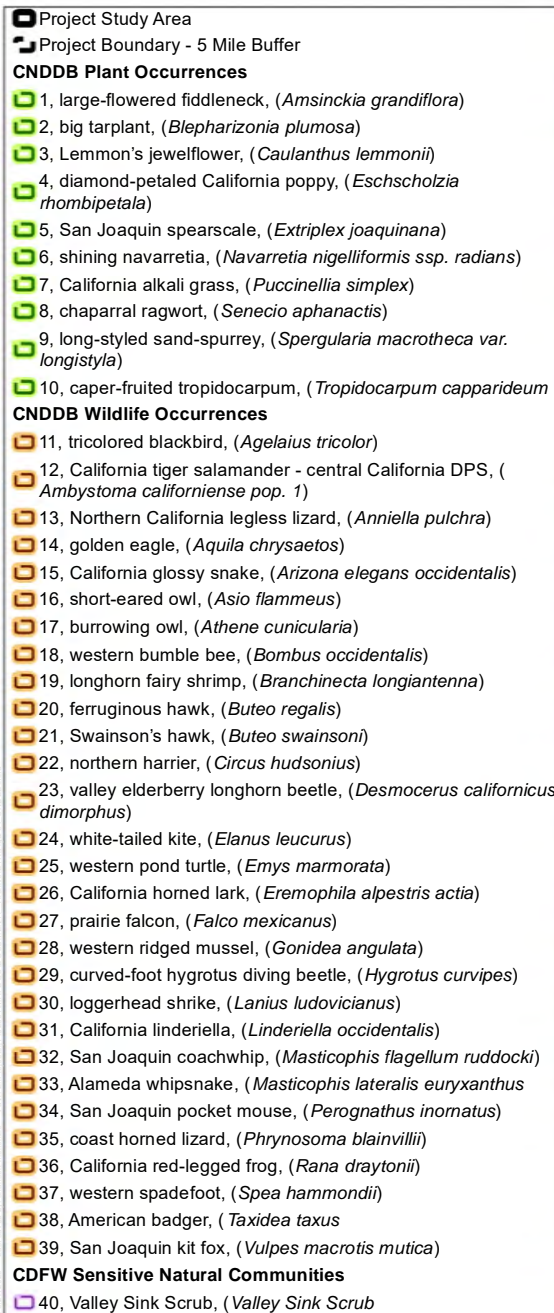 Project Study Area
Project Boundary - 5 Mile Buffer
CNDDB Plant Occurrences
1, large-flowered fiddleneck, (Amsinckia grandiflora)
2, big tarplant, (Blepharizonia plumosa)
3, Lemmon's jewelflower, (Caulanthus lemmonii)
4, diamond-petaled California poppy, (Eschscholzia
rhombipetala)
5, San Joaquin spearscale, (Extriplex joaquinana)
6, shining navarretia, (Navarretia nigelliformis ssp. radians)
7, California alkali grass, (Puccinellia simplex)
8, chaparral ragwort, (Senecio aphanactis)
9, long-styled sand-spurrey, (Spergularia macrotheca var.
longistyla)
10, caper-fruited tropidocarpum, (Tropidocarpum capparideum
CNDDB Wildlife Occurrences
11, tricolored blackbird, (Agelaius tricolor)
12, California tiger salamander - central California DPS, (
Ambystoma californiense pop. 1)
13, Northern California legless lizard, (Anniella pulchra)
14, golden eagle, (Aquila chrysaetos)
15, California glossy snake, (Arizona elegans occidentalis)
16, short-eared owl, (Asio flammeus)
17, burrowing owl, (Athene cunicularia)
18, western bumble bee, (Bombus occidentalis)
19, longhorn fairy shrimp, (Branchinecta longiantenna)
20, ferruginous hawk, (Buteo regalis)
21, Swainson's hawk, (Buteo swainsoni)
22, northern harrier, (Circus hudsonius)
23, valley elderberry longhorn beetle, (Desmocerus californicus
dimorphus)
24, white-tailed kite, (Elanus leucurus)
25, western pond turtle, (Emys marmorata)
26, California horned lark, (Eremophila alpestris actia)
27, prairie falcon, (Falco mexicanus)
28, western ridged mussel, (Gonidea angulata)
29, curved-foot hygrotus diving beetle, (Hygrotus curvipes)
30, loggerhead shrike, (Lanius ludovicianus)
31, California linderiella, (Linderiella occidentalis)
32, San Joaquin coachwhip, (Masticophis flagellum ruddocki)
33, Alameda whipsnake, (Masticophis lateralis euryxanthus
34, San Joaquin pocket mouse, (Perognathus inornatus)
35, coast horned lizard, (Phrynosoma blainvillii)
36, California red-legged frog, (Rana draytonii)
37, western spadefoot, (Spea hammondii)
38, American badger, (Taxidea taxus
39, San Joaquin kit fox, (Vulpes macrotis mutica)
CDFW Sensitive Natural Communities
40, Valley Sink Scrub, (Valley Sink Scrub